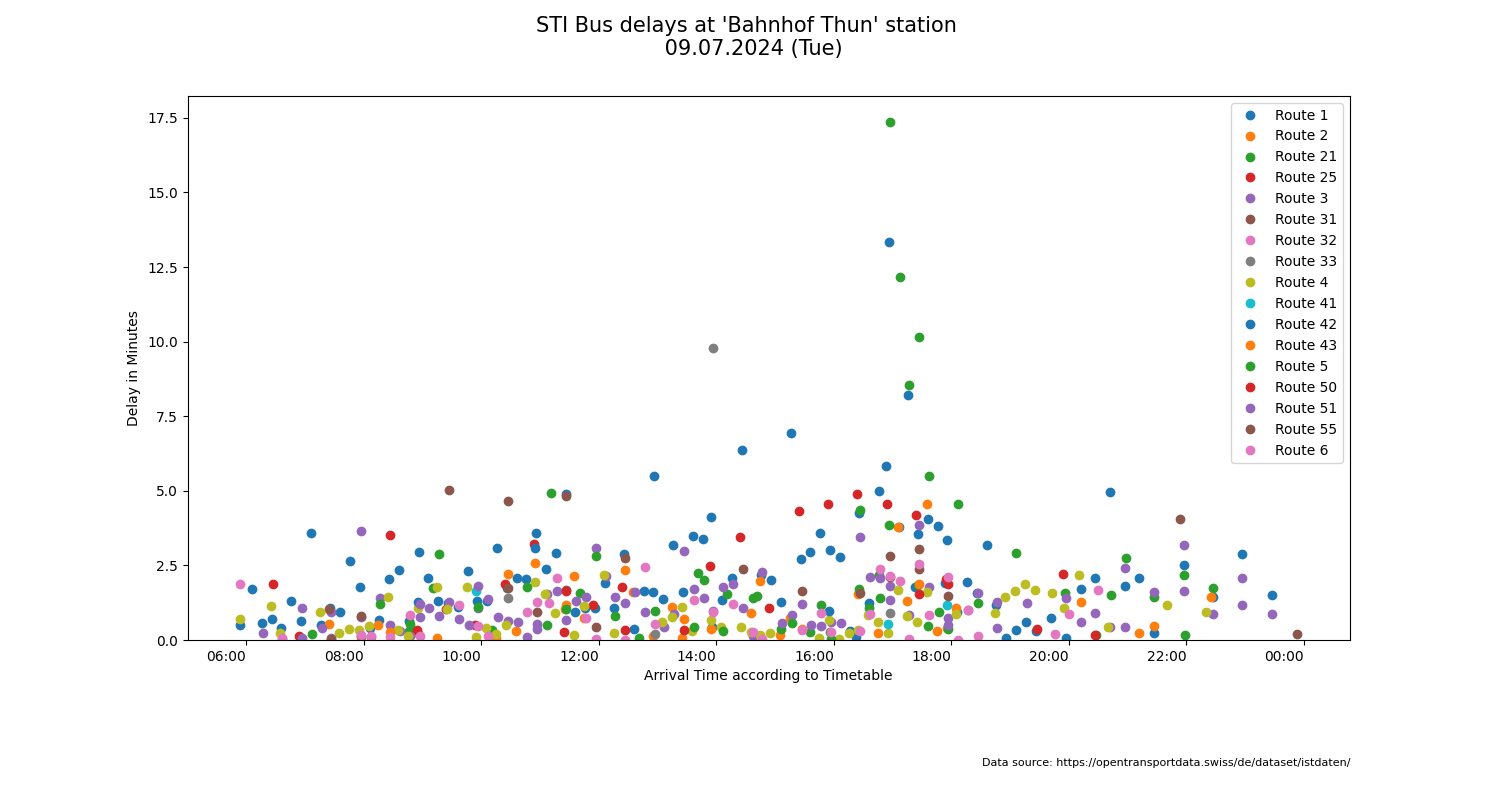 STI Bus delays at 'Bahnhof Thun' station
09.07.2024 (Tue)
17.5
15.0
12.5
10.0
7.5
5.0
2.5
0.0
Delay in Minutes
Route 1
Route 2
Route 21
Route 25
Route 3
Route 31
Route 32
Route 33
Route 4
Route 41
Route 42
Route 43
Route 5
Route 50
Route 51
Route 55
Route 6
06:00 08:00 10:00 12:00 14:00 16:00 18:00 20:00 22:00 00:00
Arrival Time according to Timetable
Data source: https://opentransportdata.swiss/de/dataset/istdaten/